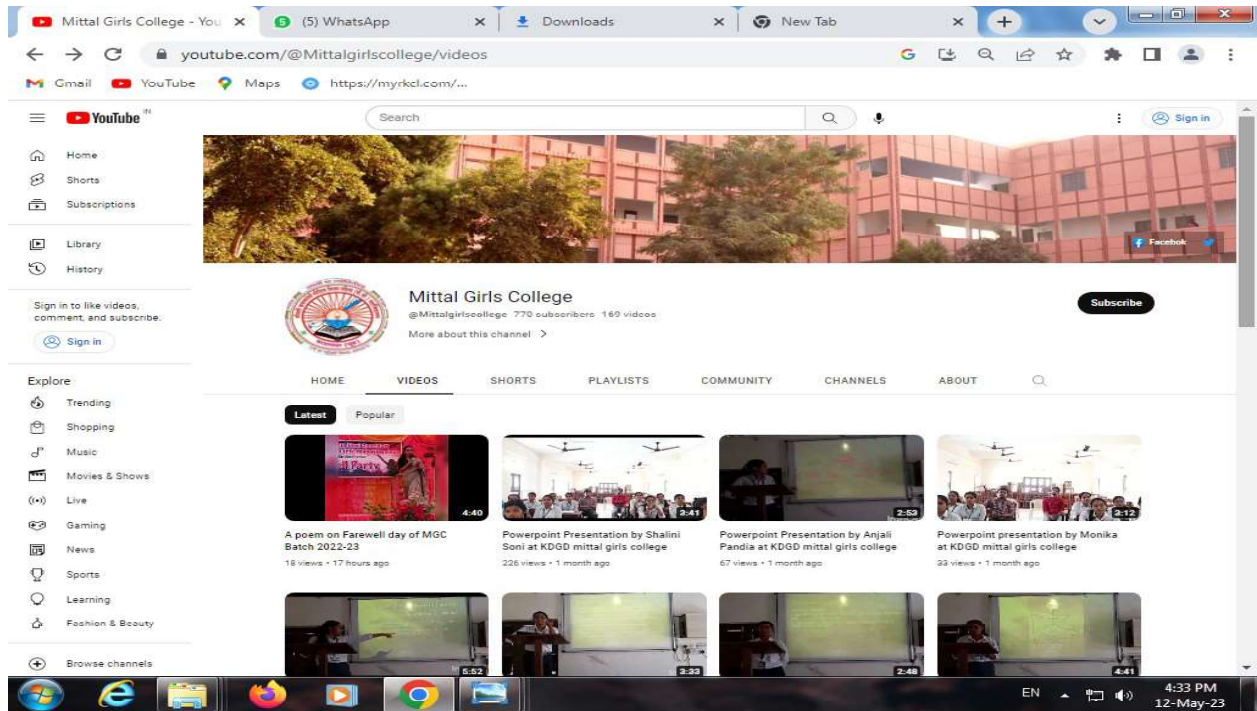 Mittal Girls College - You
(5) WhatsApp
Downloads
New Tab
youtube.com/@Mittalgirlscollege/videos
Gmail
YouTube
Maps
https://myrkcl.com/...
YouTube IN
Search
Sign in
Home
Shorts
Subscriptions
Library
History
Sign in to like videos,
comment, and subscribe.
Sign in
Explore
Trending
Shopping
Music
Movies & Shows
Live
Gaming
News
Sports
Learning
Fashion & Beauty
Browse channels
Facebok
Mittal Girls College
@Mittalgirlscollege 770 subscribers 169 videos
More about this channel
Subscribe
HOME VIDEOS SHORTS PLAYLISTS COMMUNITY CHANNELS ABOUT
Latest Popular
Party
4:40
3:41
2:53
3:12
A poem on Farewell day of MGC
Batch 2022-23
18 views • 17 hours ago
Powerpoint Presentation by Shalini
Soni at KDGD mittal girls college
226 views • 1 month ago
Powerpoint Presentation by Anjali
Pandia at KDGD mittal girls college
67 views • 1 month ago
Powerpoint presentation by Monika
at KDGD mittal girls college
33 views • 1 month ago
5:52
3:33
2:48
4:41
EN
4:33 PM
12-May-23